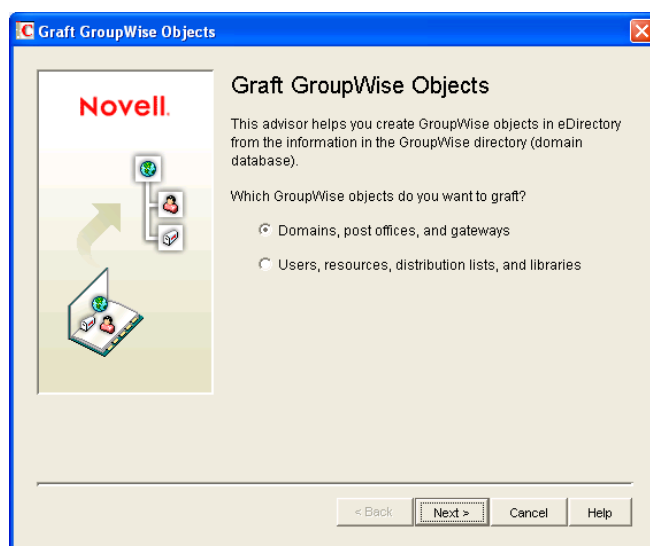 Graft GroupWise Objects
Novell.
Graft GroupWise Objects
This advisor helps you create GroupWise objects in eDirectory
from the information in the GroupWise directory (domain
database).
Which GroupWise objects do you want to graft?
Domains, post offices, and gateways
Users, resources, distribution lists, and libraries
< Back
Next >
Cancel
Help